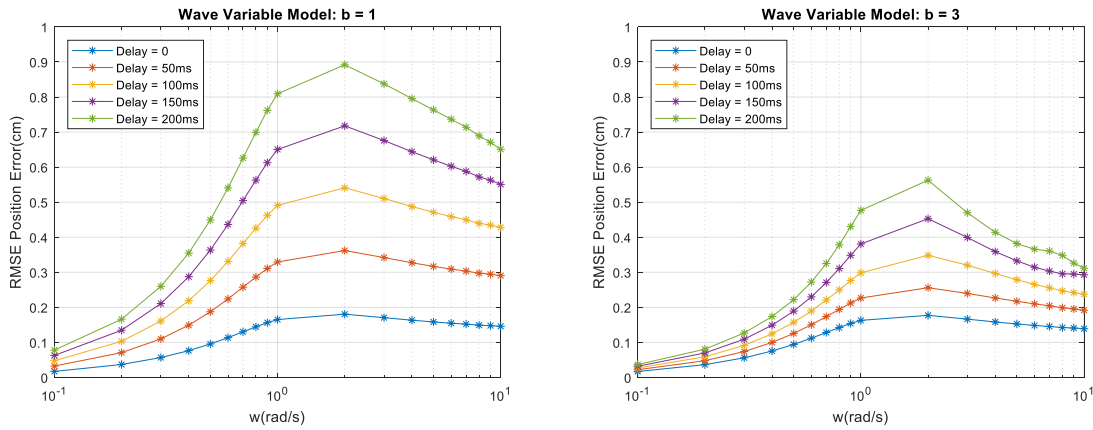 Wave Variable Model: b = 1
RMSE Position Error(cm)
1
0.9
0.8
0.7
0.6
0.5
0.4
0.3
0.2
0.1
0
Delay = 0
Delay = 50ms
Delay = 100ms
Delay = 150ms
Delay = 200ms
10^-1 10^0 10^1
w(rad/s)
Wave Variable Model: b = 3
RMSE Position Error(cm)
1
0.9
0.8
0.7
0.6
0.5
0.4
0.3
0.2
0.1
0
Delay = 0
Delay = 50ms
Delay = 100ms
Delay = 150ms
Delay = 200ms
10^-1 10^0 10^1
w(rad/s)